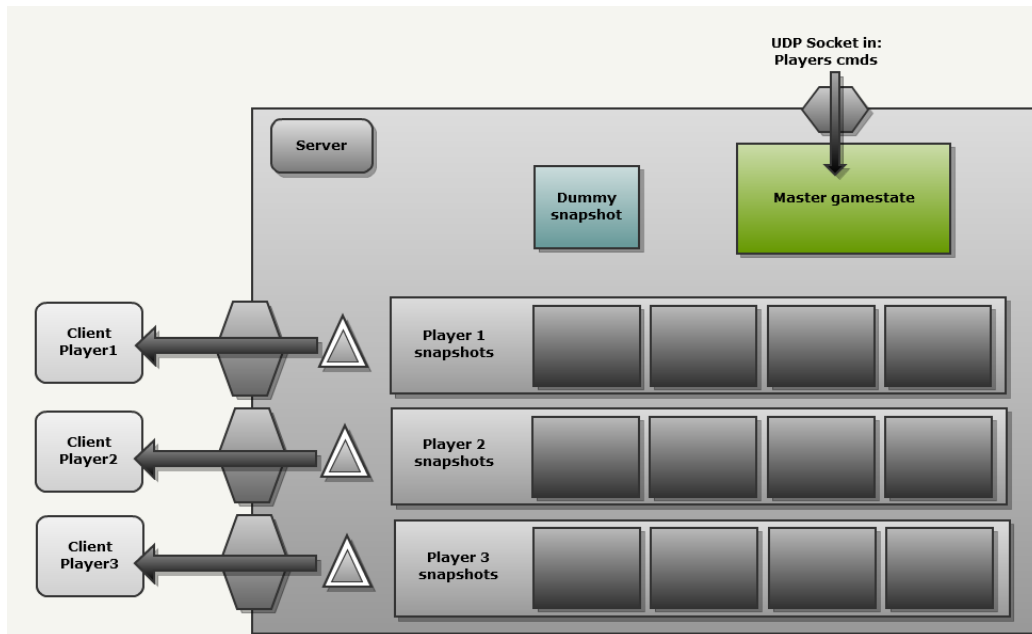 UDP Socket in:
Players cmds
Server
Dummy
snapshot
Master gamestate
Client
Player1
Player 1
snapshots
Client
Player2
Player 2
snapshots
Client
Player3
Player 3
snapshots